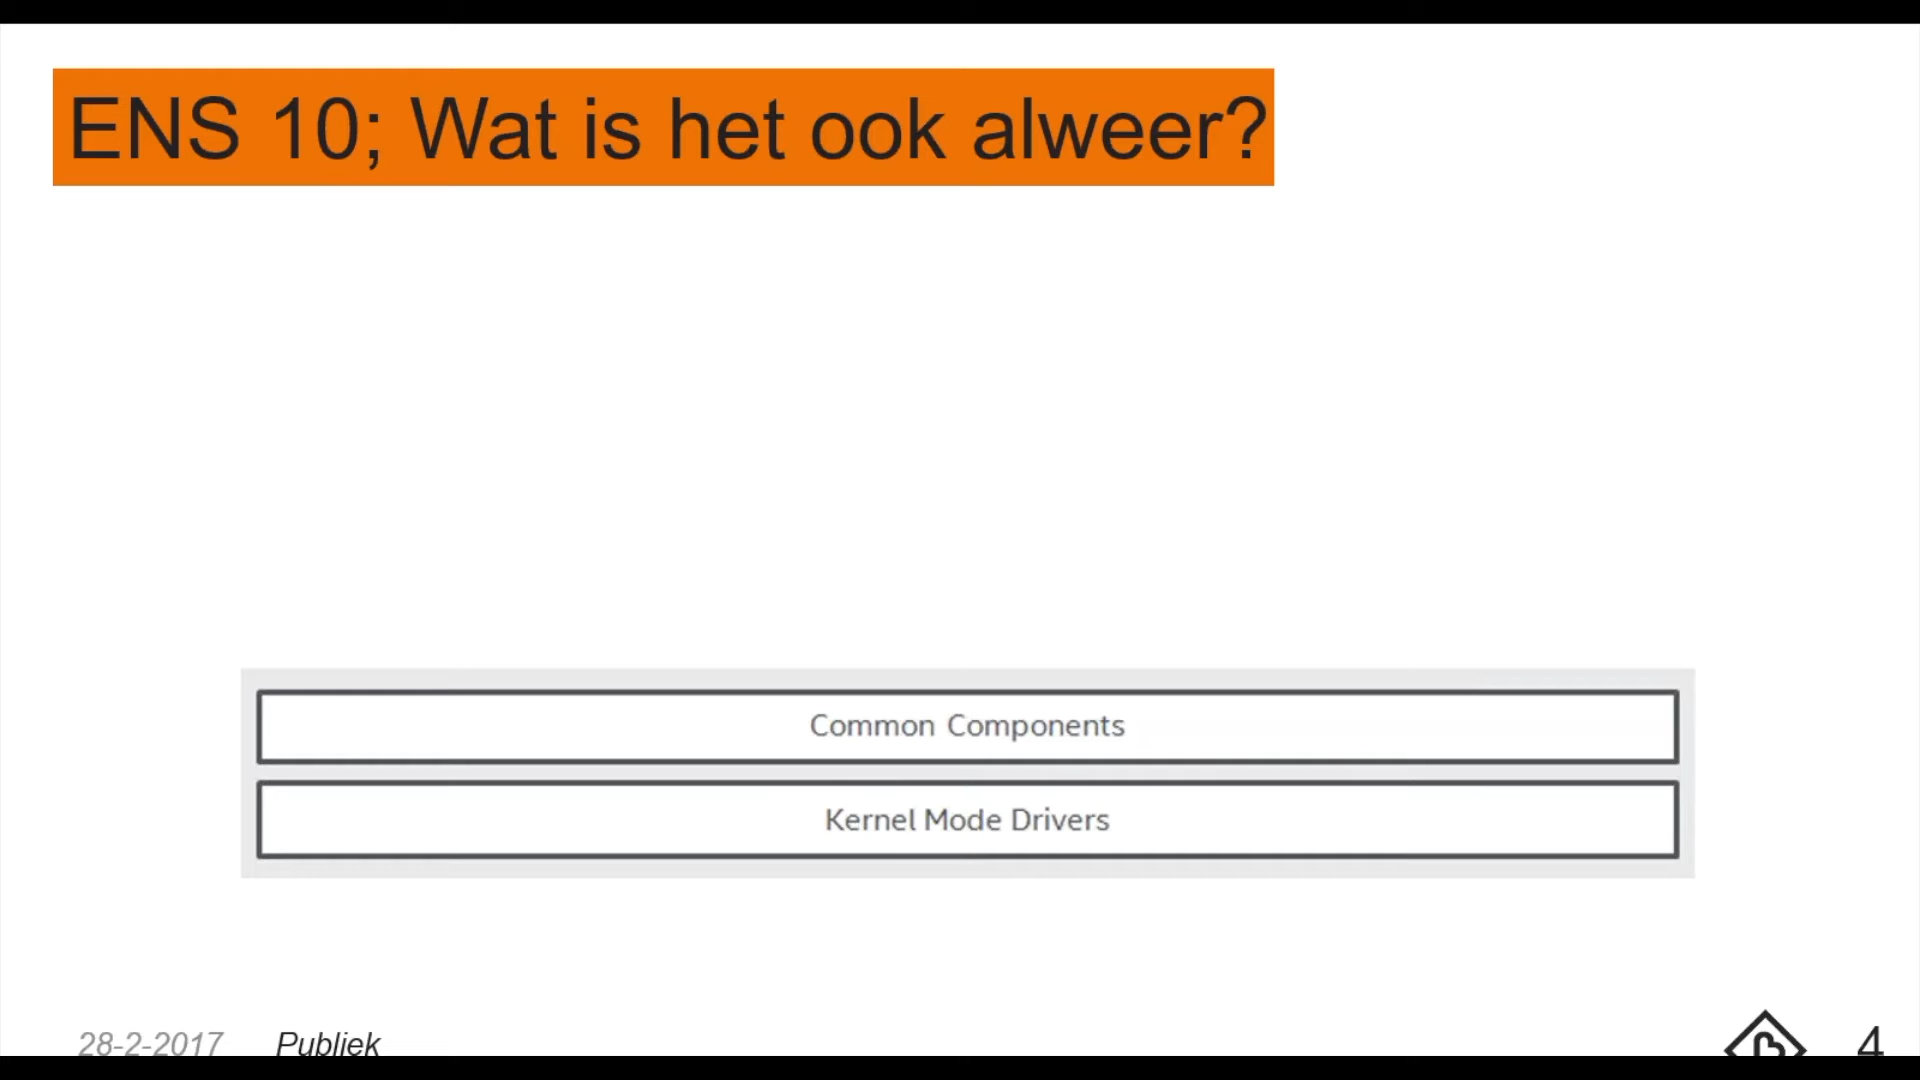 ENS 10; Wat is het ook alweer?
Common Components
Kernel Mode Drivers
28-2-2017 Publiek 4